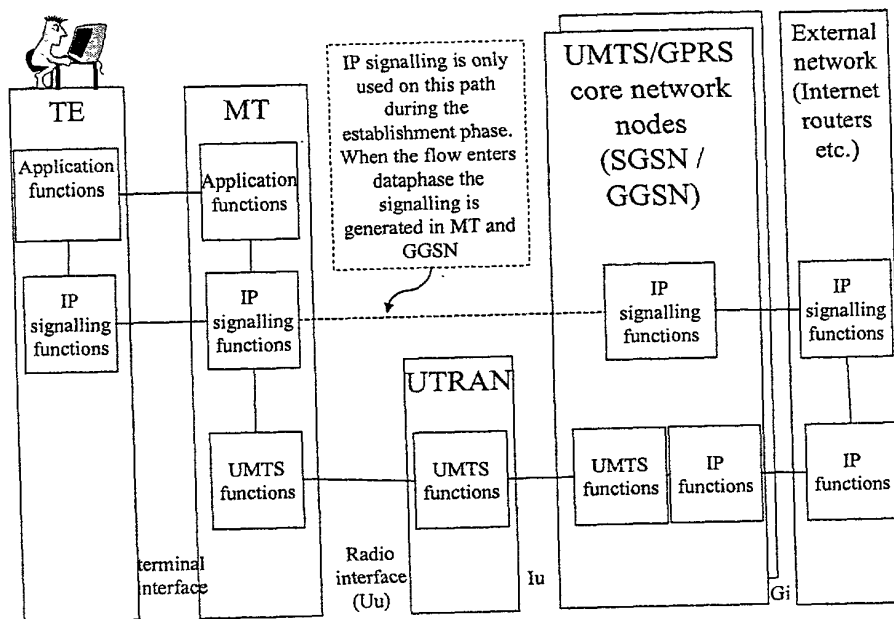 TE
Application
functions
IP
signalling
functions
terminal
interface
MT
Application
functions
IP
signalling
functions
UMTS
functions
IP signalling is only
used on this path
during the
establishment phase.
When the flow enters
dataphase the
signalling is
generated in MT and
GGSN
Radio
interface
(Uu)
UTRAN
UMTS
functions
Iu
UMTS/GPRS
core network
nodes
(SGSN /
GGSN)
IP
signalling
functions
UMTS
functions
IP
functions
Gi
External
network
(Internet
routers
etc.)
IP
signalling
functions
IP
functions